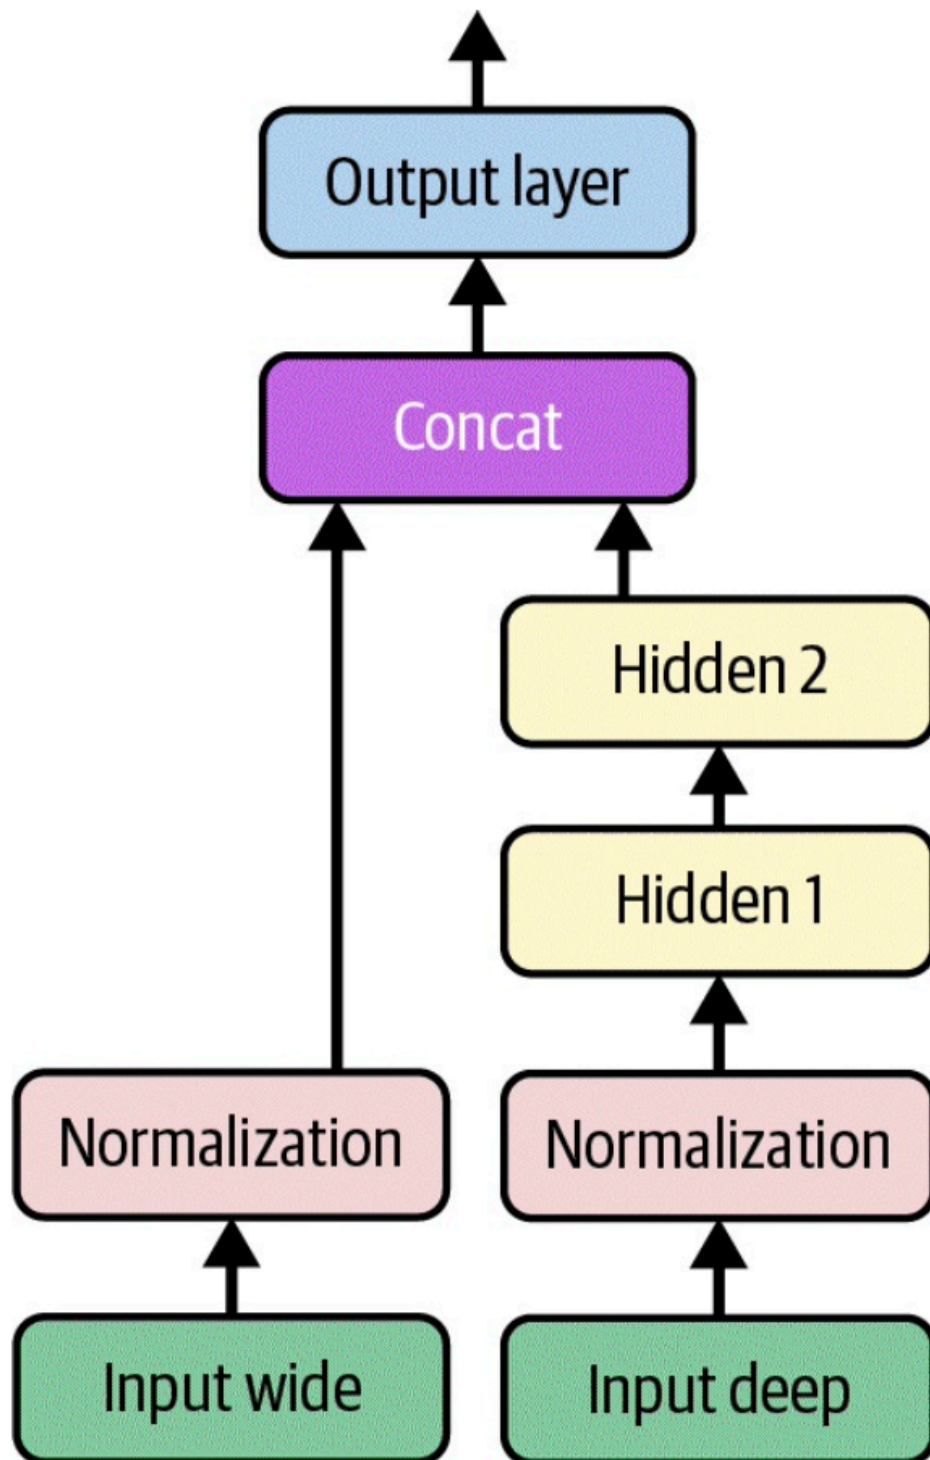 Output layer
Concat
Hidden 2
Hidden 1
Normalization
Normalization
Input wide
Input deep